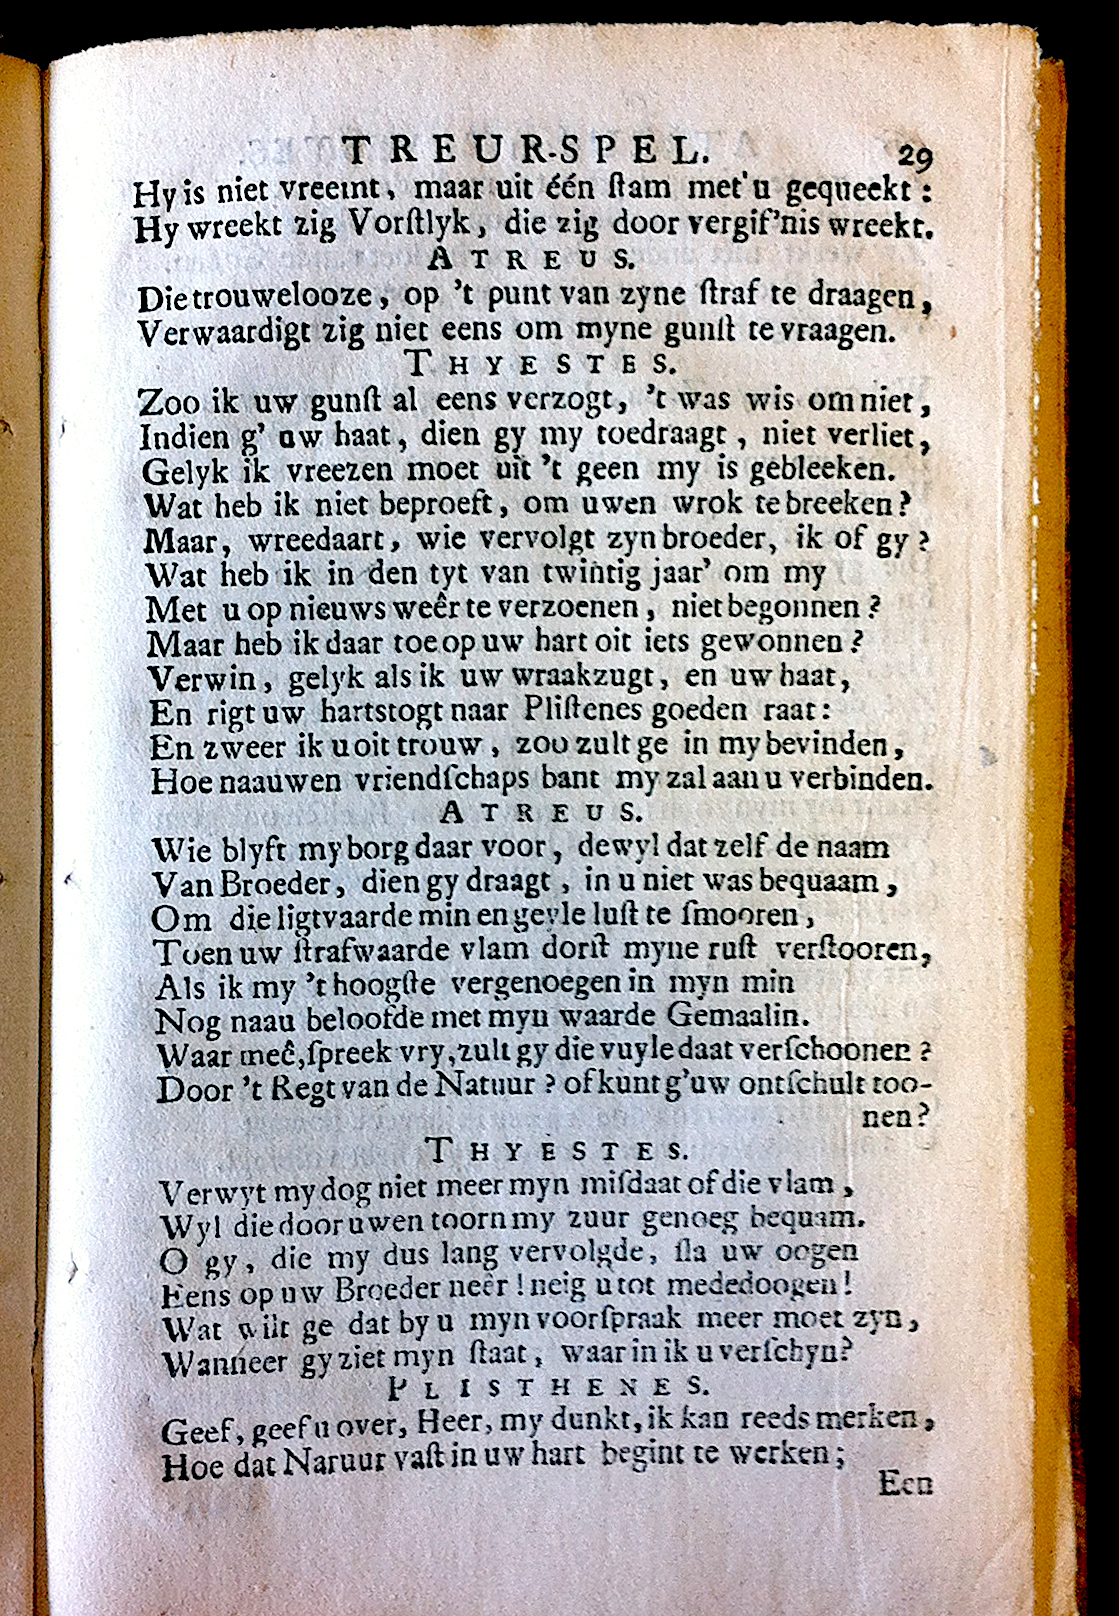 TREUR-SPEL. 29
Hy is niet vreemt, maar uit één ſtam met u gequeekt:
Hy wreekt zig Vorſtlyk, die zig door vergif'nis wreekt.
ATREUS.
Die trouwelooze, op 't punt van zyne ſtraf te draagen,
Verwaardigt zig niet eens om myne gunſt te vraagen.
THYESTES.
Zoo ik uw gunſt al eens verzogt, 't was wis om niet,
Indien g' uw haat, dien gy my toedraagt, niet verliet,
Gelyk ik vreezen moet uit 't geen my is gebleeken.
Wat heb ik niet beproeft, om uwen wrok te breeken?
Maar, wreedaart, wie vervolgt zyn broeder, ik of gy?
Wat heb ik in den tyt van twintig jaar' om my
Met u op nieuws weêr te verzoenen, niet begonnen?
Maar heb ik daar toe op uw hart oit iets gewonnen?
Verwin, gelyk als ik uw wraakzugt, en uw haat,
En rigt uw hartstogt naar Pliſtenes goeden raat:
En zweer ik u oit trouw, zoo zult ge in my bevinden,
Hoe naauwen vriendſchaps bant my zal aan u verbinden.
ATREUS.
Wie blyft my borg daar voor, dewyl dat zelf de naam
Van Broeder, dien gy draagt, in u niet was bequaam,
Om die ligtvaarde min en geyle luſt te ſmooren,
Toen uw ſtrafwaarde vlam dorſt myne ruſt verſtooren,
Als ik my 't hoogſte vergenoegen in myn min
Nog naau beloofde met myn waarde Gemaalin.
Waar meê, ſpreek vry, zult gy die vuyle daat verſchoonen?
Door 't Regt van de Natuur? of kunt g'uw ontſchult too-
nen?
THYESTES.
Verwyt my dog niet meer myn miſdaat of die vlam,
Wyl die door uwen toorn my zuur genoeg bequam.
O gy, die my dus lang vervolgde, ſla uw oogen
Eens op uw Broeder neêr! neig u tot mededoogen!
Wat wilt ge dat by u myn voorſpraak meer moet zyn,
Wanneer gy ziet myn ſtaat, waar in ik u verſchyn?
PLISTHENES.
Geef, geef u over, Heer, my dunkt, ik kan reeds merken,
Hoe dat Natuur vaſt in uw hart begint te werken;
Een